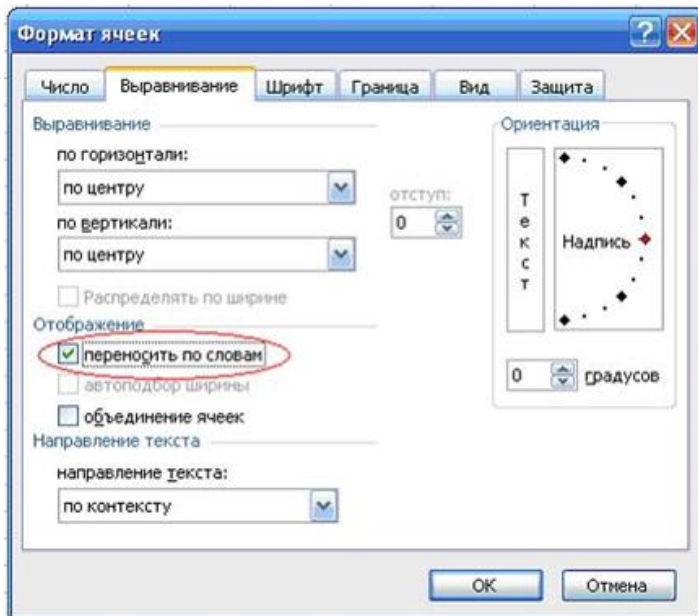 Формат ячеек
Число Выравнивание Шрифт Граница Вид Защита
Выравнивание
по горизонтали:
по центру
отступ:
0
по вертикали:
по центру
Распределять по ширине
Отображение
переносить по словам
автоподбор ширины
объединение ячеек
Направление текста
направление текста:
по контексту
Ориентация
Текст
Надпись
0 градусов
ОК Отмена